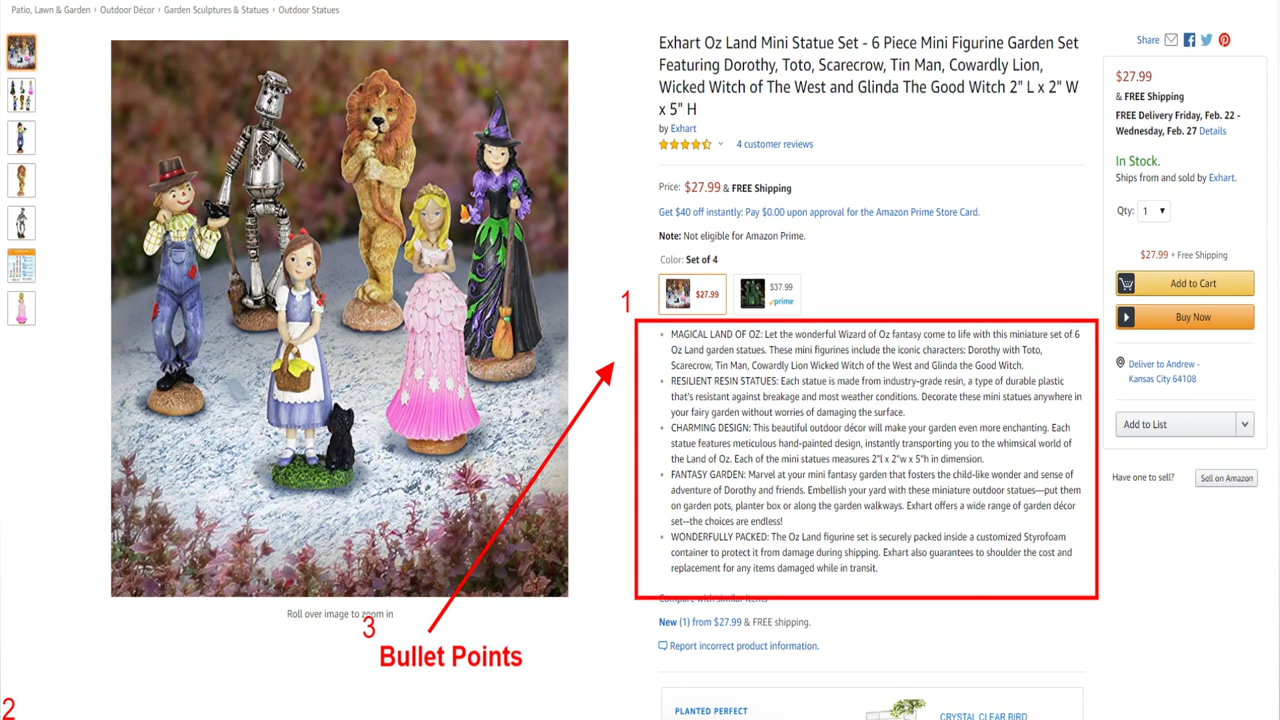 Patio, Lawn & Garden › Outdoor Décor › Garden Sculptures & Statues › Outdoor Statues
Exhart Oz Land Mini Statue Set - 6 Piece Mini Figurine Garden Set
Featuring Dorothy, Toto, Scarecrow, Tin Man, Cowardly Lion,
Wicked Witch of The West and Glinda The Good Witch 2" L x 2" W
x 5" H
by Exhart
4 customer reviews
Price: $27.99 & FREE Shipping
Get $40 off instantly: Pay $0.00 upon approval for the Amazon Prime Store Card.
Note: Not eligible for Amazon Prime.
Color: Set of 4
$27.99
$37.99
prime
1
MAGICAL LAND OF OZ: Let the wonderful Wizard of Oz fantasy come to life with this miniature set of 6
Oz Land garden statues. These mini figurines include the iconic characters: Dorothy with Toto,
Scarecrow, Tin Man, Cowardly Lion Wicked Witch of the West and Glinda the Good Witch.
RESILIENT RESIN STATUES: Each statue is made from industry-grade resin, a type of durable plastic
that's resistant against breakage and most weather conditions. Decorate these mini statues anywhere in
your fairy garden without worries of damaging the surface.
CHARMING DESIGN: This beautiful outdoor décor will make your garden even more enchanting. Each
statue features meticulous hand-painted design, instantly transporting you to the whimsical world of
the Land of Oz. Each of the mini statues measures 2"l x 2"w x 5"h in dimension.
FANTASY GARDEN: Marvel at your mini fantasy garden that fosters the child-like wonder and sense of
adventure of Dorothy and friends. Embellish your yard with these miniature outdoor statues—put them
on garden pots, planter box or along the garden walkways. Exhart offers a wide range of garden décor
set--the choices are endless!
WONDERFULLY PACKED: The Oz Land figurine set is securely packed inside a customized Styrofoam
container to protect it from damage during shipping. Exhart also guarantees to shoulder the cost and
replacement for any items damaged while in transit.
Compare with similar items
New (1) from $27.99 & FREE shipping.
Report incorrect product information.
PLANTED PERFECT
CRYSTAL CLEAR BIRD
Share
$27.99
& FREE Shipping
FREE Delivery Friday, Feb. 22 -
Wednesday, Feb. 27 Details
In Stock.
Ships from and sold by Exhart.
Qty: 1
$27.99 + Free Shipping
Add to Cart
Buy Now
Deliver to Andrew -
Kansas City 64108
Add to List
Have one to sell? Sell on Amazon
Roll over image to zoom in
3
Bullet Points
2